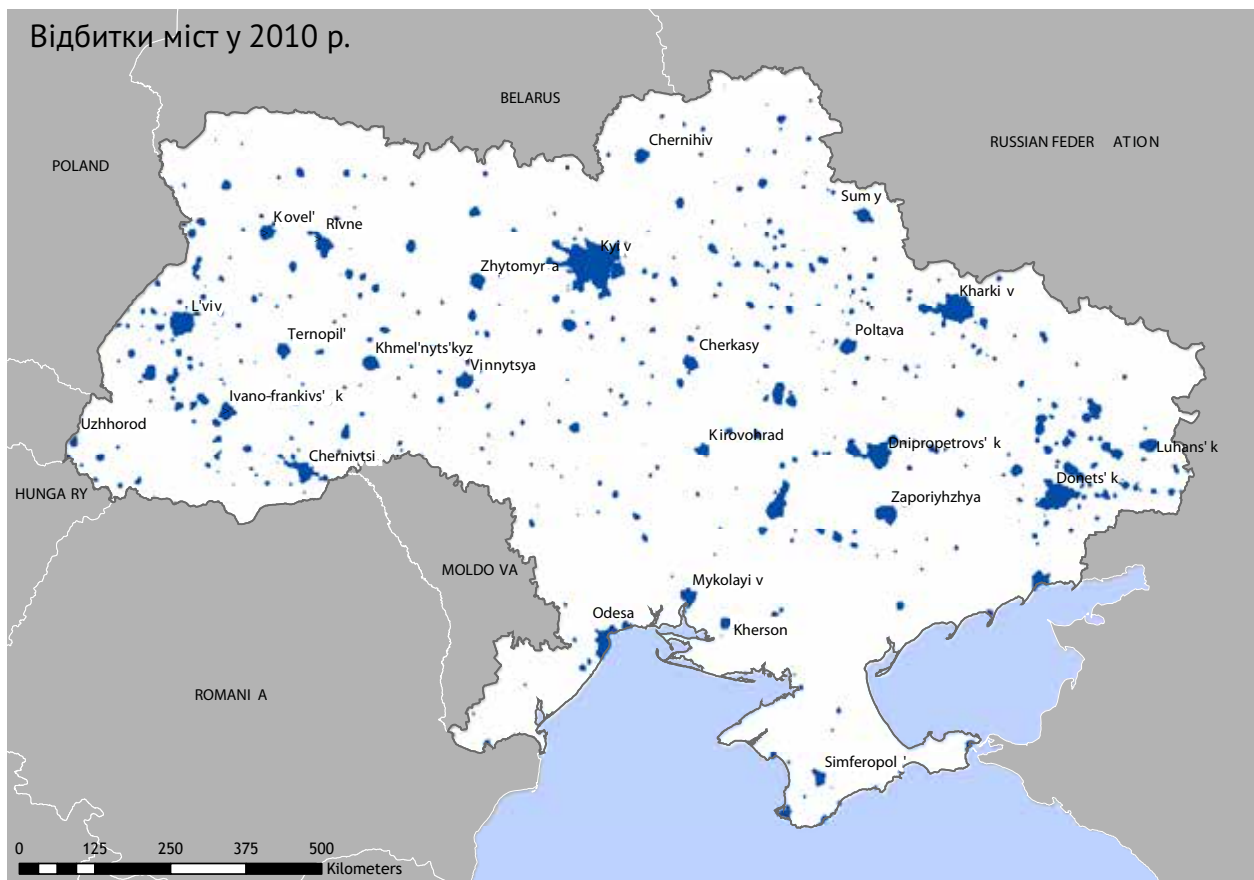 Відбитки міст у 2010 р.
BELARUS
Chernihiv
RUSSIAN FEDER ATION
POLAND
Sum y
Kovel'
Rivne
Kyi v
Zhytomyr a
Kharki v
L'viv
Ternopil'
Poltava
Khmel'nyts'kyz
Cherkasy
Vinnytsya
Ivano-frankivs' k
Uzhhorod
Kirovohrad
Dnipropetrovs' k
Luhans' k
Chernivtsi
Donets' k
HUNGA RY
Zaporiyhzhya
MOLDO VA
Mykolayi v
Odesa
Kherson
ROMANI A
Simferopol '
0 125 250 375 500
Kilometers